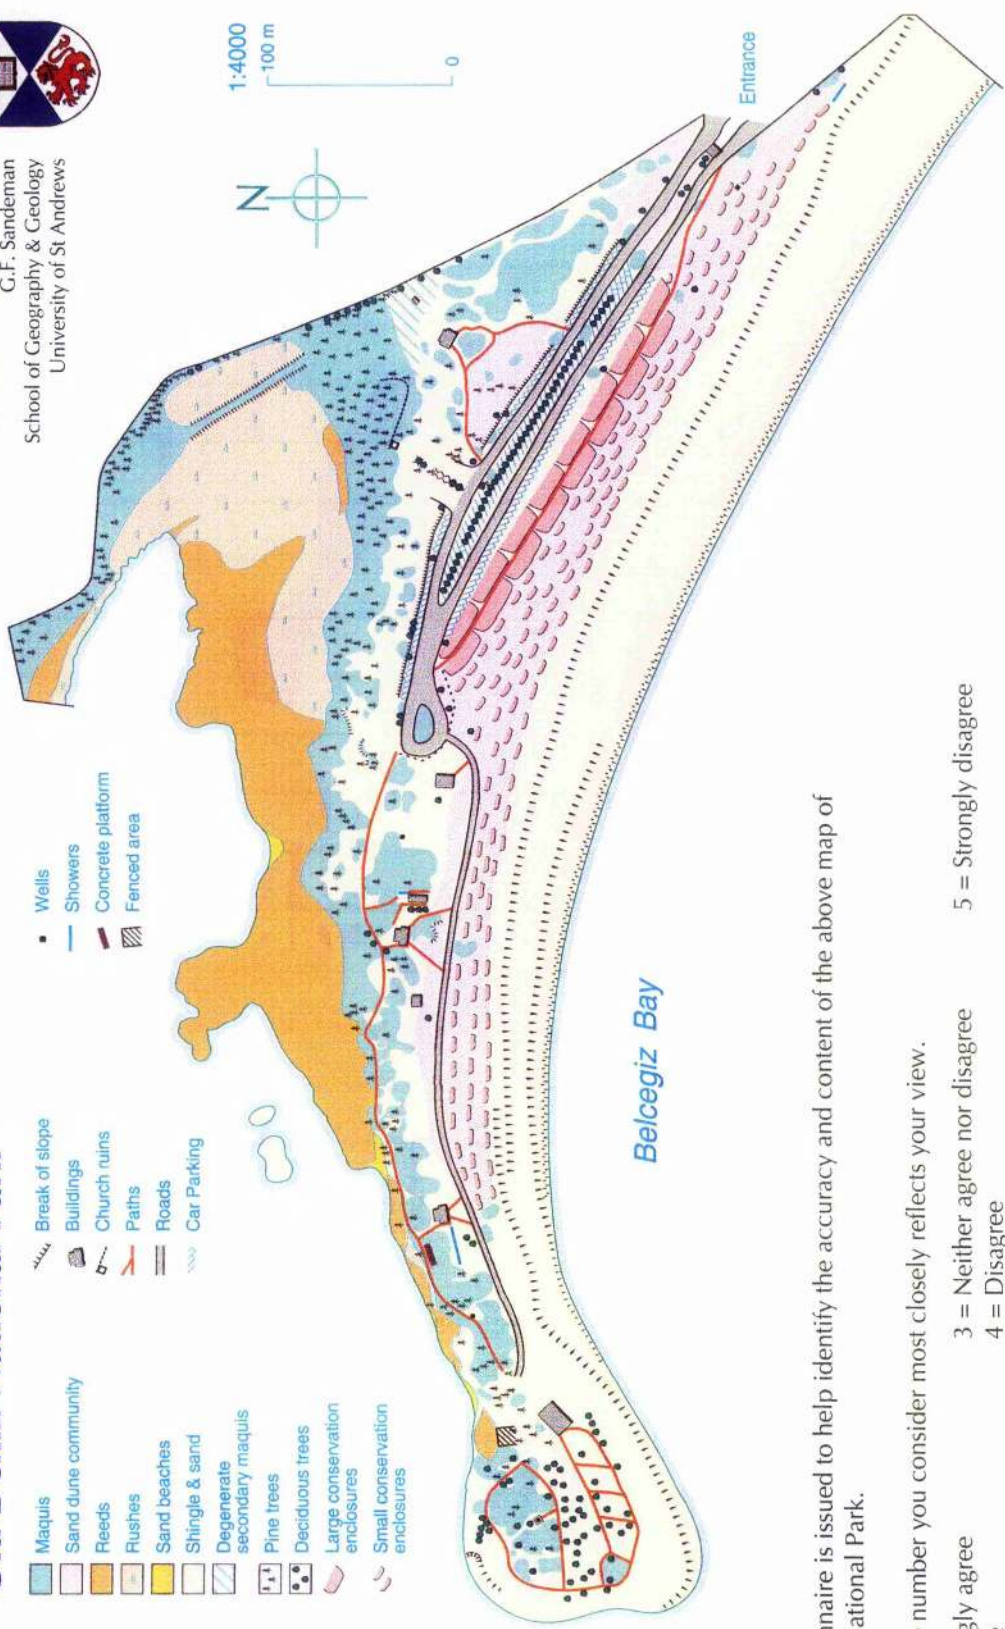 G.F. Sandeman
School of Geography & Geology
University of St Andrews
1:4000
100 m
0
N
Entrance
Maquis
Sand dune community
Reeds
Rushes
Sand beaches
Shingle & sand
Degenerate
secondary maquis
Pine trees
Deciduous trees
Large conservation
enclosures
Small conservation
enclosures
Break of slope
Buildings
Church ruins
Paths
Roads
Car Parking
Wells
Showers
Concrete platform
Fenced area
Belcegiz Bay
nnaire is issued to help identify the accuracy and content of the above map of
ational Park.
number you consider most closely reflects your view.
gly agree
3 = Neither agree nor disagree
5 = Strongly disagree
4 = Disagree